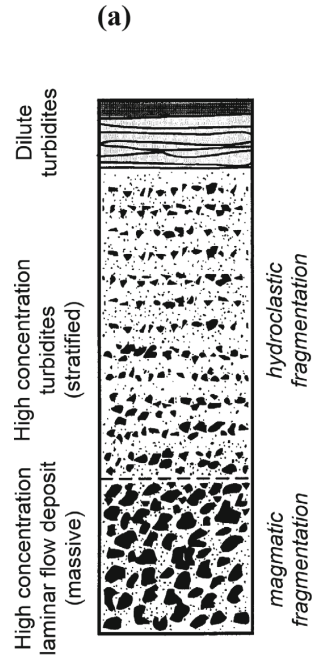 (a)
Dilute
turbidites
High concentration
turbidites
(stratified)
High concentration
laminar flow deposit
(massive)
hydroclastic
fragmentation
magmatic
fragmentation